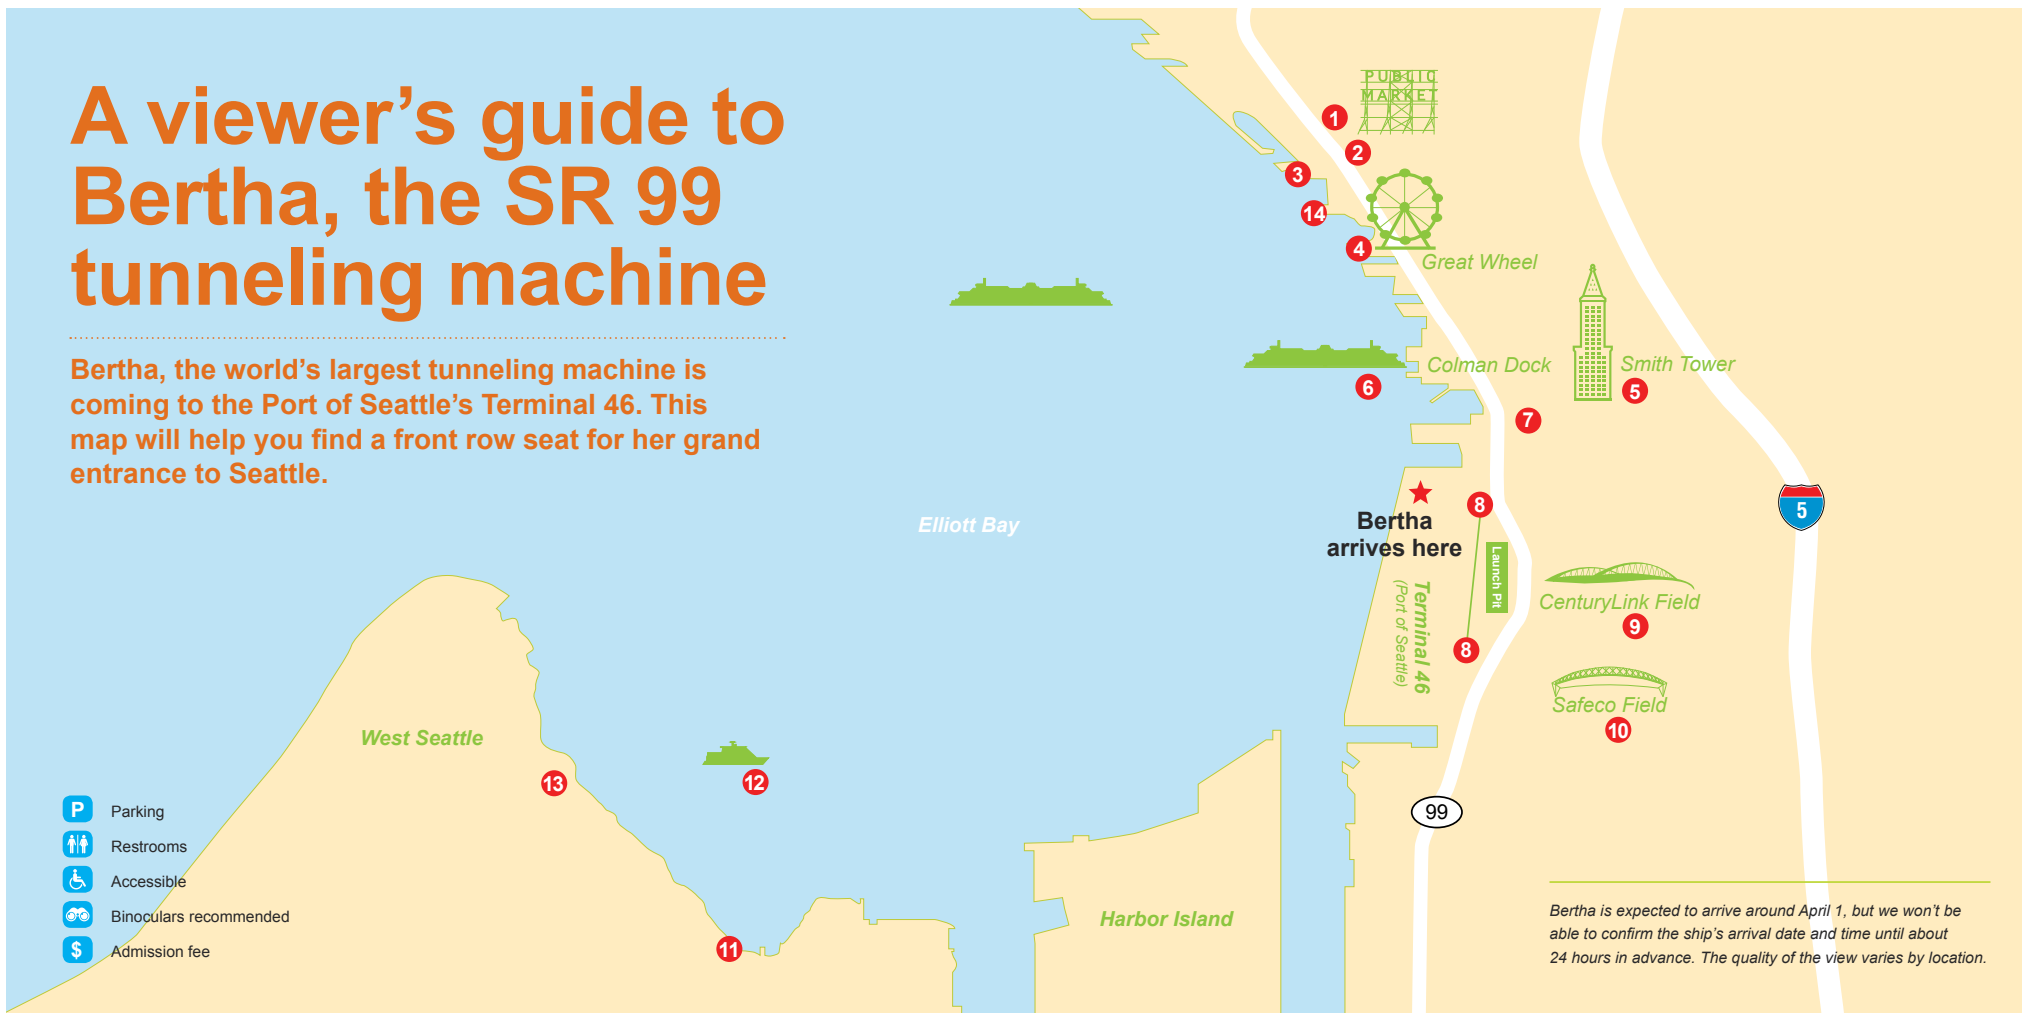 A viewer's guide to
Bertha, the SR 99
tunneling machine
Bertha, the world's largest tunneling machine is
coming to the Port of Seattle's Terminal 46. This
map will help you find a front row seat for her grand
entrance to Seattle.
PUBLIC
MARKET
1
2
3
14
4
Great Wheel
Colman Dock
Smith Tower
6
5
7
Elliott Bay
8
5
Bertha
arrives here
Launch Pit
Terminal 46
(Port of Seattle)
CenturyLink Field
9
8
Safeco Field
10
West Seattle
13
12
99
Harbor Island
11
P Parking
Restrooms
Accessible
Binoculars recommended
$ Admission fee
Bertha is expected to arrive around April 1, but we won't be
able to confirm the ship's arrival date and time until about
24 hours in advance. The quality of the view varies by location.